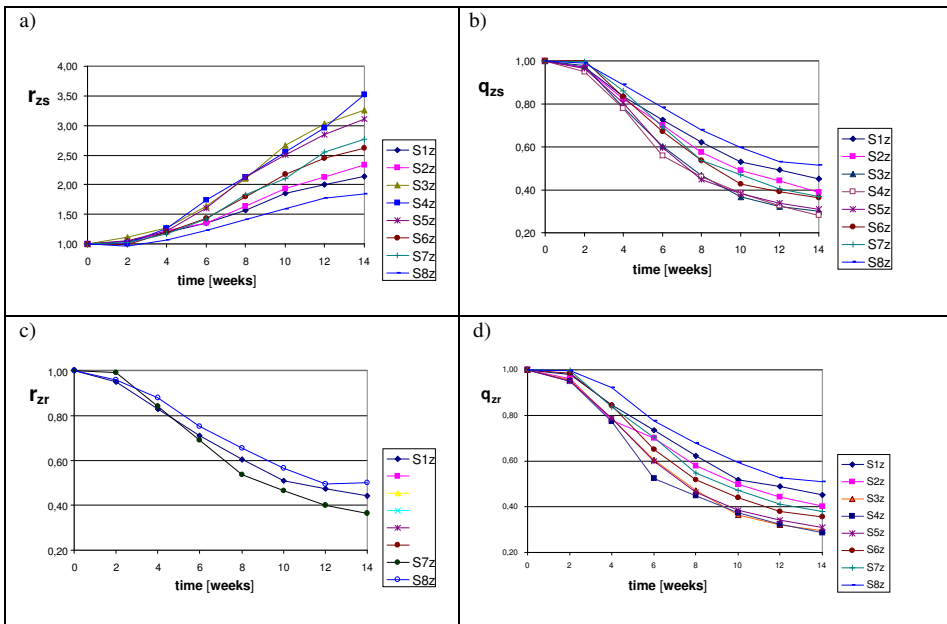 a)
4,00
3,50
3,00
2,50
2,00
1,50
1,00
r_zs
0 2 4 6 8 10 12 14
time [weeks]
S1z
S2z
S3z
S4z
S5z
S6z
S7z
S8z
b)
1,00
0,80
0,60
0,40
0,20
q_zs
0 2 4 6 8 10 12 14
time [weeks]
S1z
S2z
S3z
S4z
S5z
S6z
S7z
S8z
c)
1,00
0,80
0,60
0,40
0,20
r_zr
0 2 4 6 8 10 12 14
time [weeks]
S1z
S7z
S8z
d)
1,00
0,80
0,60
0,40
0,20
q_zr
0 2 4 6 8 10 12 14
time [weeks]
S1z
S2z
S3z
S4z
S5z
S6z
S7z
S8z